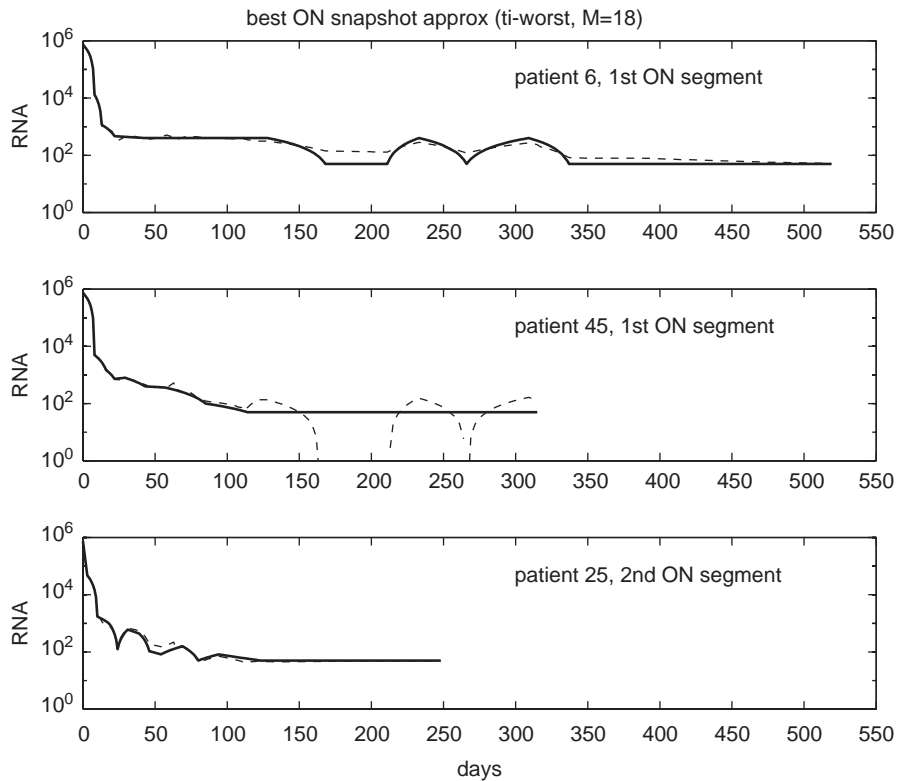 best ON snapshot approx (ti-worst, M=18)
10^6
10^4
10^2
10^0
RNA
patient 6, 1st ON segment
0 50 100 150 200 250 300 350 400 450 500 550
10^6
10^4
10^2
10^0
RNA
patient 45, 1st ON segment
0 50 100 150 200 250 300 350 400 450 500 550
10^6
10^4
10^2
10^0
RNA
patient 25, 2nd ON segment
0 50 100 150 200 250 300 350 400 450 500 550
days